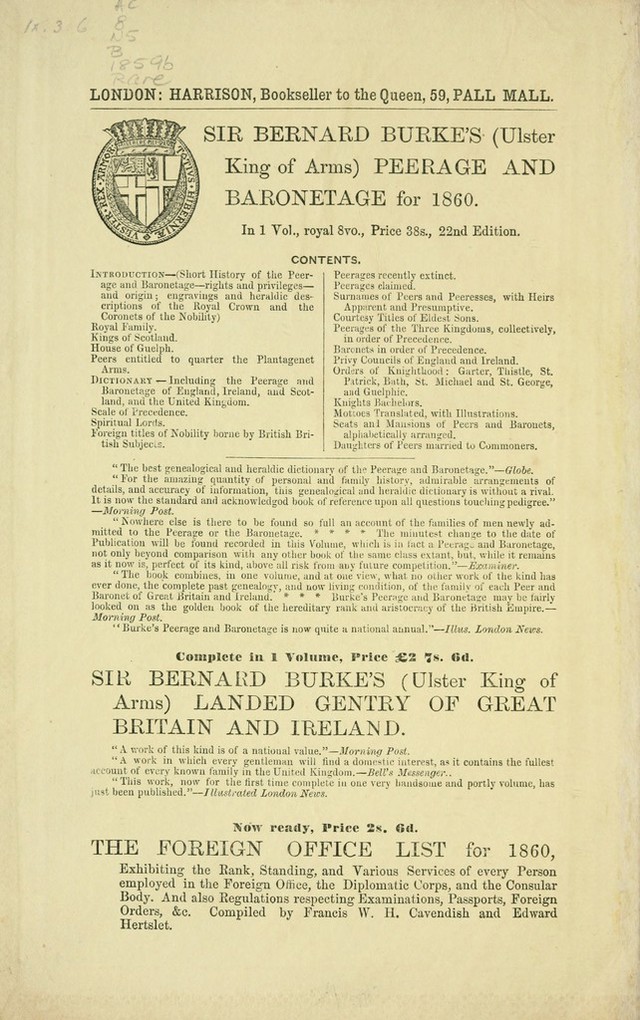 1x. 3 6
AC
8
N5
B
1859b
Rare
LONDON: HARRISON, Bookseller to the Queen, 59, PALL MALL.
ULSTER . REX . ARMOR . TOTIUS . HIBERNIÆ
SIR BERNARD BURKE'S (Ulster
King of Arms) PEERAGE AND
BARONETAGE for 1860.
In 1 Vol., royal 8vo., Price 38s., 22nd Edition.
CONTENTS.
INTRODUCTION—(Short History of the Peer-
age and Baronetage—rights and privileges—
and origin; engravings and heraldic des-
criptions of the Royal Crown and the
Coronets of the Nobility)
Royal Family.
Kings of Scotland.
House of Guelph.
Peers entitled to quarter the Plantagenet
Arms.
DICTIONARY — Including the Peerage and
Baronetage of England, Ireland, and Scot-
land, and the United Kingdom.
Scale of Precedence.
Spiritual Lords.
Foreign titles of Nobility borne by British Bri-
tish Subjects.
Peerages recently extinct.
Peerages claimed.
Surnames of Peers and Peeresses, with Heirs
Apparent and Presumptive.
Courtesy Titles of Eldest Sons.
Peerages of the Three Kingdoms, collectively,
in order of Precedence.
Baronets in order of Precedence.
Privy Councils of England and Ireland.
Orders of Knighthood: Garter, Thistle, St.
Patrick, Bath, St. Michael and St. George,
and Guelphic.
Knights Bachelors.
Mottoes Translated, with Illustrations.
Seats and Mansions of Peers and Baronets,
alphabetically arranged.
Daughters of Peers married to Commoners.
"The best genealogical and heraldic dictionary of the Peerage and Baronetage."—Globe.
"For the amazing quantity of personal and family history, admirable arrangements of
details, and accuracy of information, this genealogical and heraldic dictionary is without a rival.
It is now the standard and acknowledged book of reference upon all questions touching pedigree."
—Morning Post.
"Nowhere else is there to be found so full an account of the families of men newly ad-
mitted to the Peerage or the Baronetage. * * * * The minutest change to the date of
Publication will be found recorded in this Volume, which is in fact a Peerage and Baronetage,
not only beyond comparison with any other book of the same class extant, but, while it remains
as it now is, perfect of its kind, above all risk from any future competition."—Examiner.
"The book combines, in one volume, and at one view, what no other work of the kind has
ever done, the complete past genealogy, and now living condition, of the family of each Peer and
Baronet of Great Britain and Ireland. * * * Burke's Peerage and Baronetage may be fairly
looked on as the golden book of the hereditary rank and aristocracy of the British Empire.—
Morning Post.
"Burke's Peerage and Baronetage is now quite a national annual."—Illus. London News.
Complete in 1 Volume, Price £2 7s. 6d.
SIR BERNARD BURKE'S (Ulster King of
Arms) LANDED GENTRY OF GREAT
BRITAIN AND IRELAND.
"A work of this kind is of a national value."—Morning Post.
"A work in which every gentleman will find a domestic interest, as it contains the fullest
account of every known family in the United Kingdom.—Bell's Messenger..
"This work, now for the first time complete in one very handsome and portly volume, has
just been published."—Illustrated London News.
Now ready, Price 2s. 6d.
THE FOREIGN OFFICE LIST for 1860,
Exhibiting the Rank, Standing, and Various Services of every Person
employed in the Foreign Office, the Diplomatic Corps, and the Consular
Body. And also Regulations respecting Examinations, Passports, Foreign
Orders, &c. Compiled by Francis W. H. Cavendish and Edward
Hertslet.